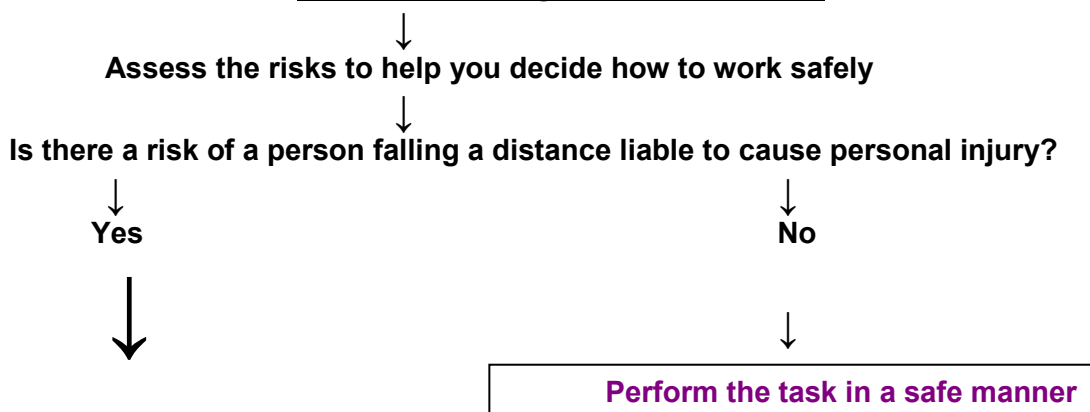 Assess the risks to help you decide how to work safely
Is there a risk of a person falling a distance liable to cause personal injury?
Yes
No
Perform the task in a safe manner